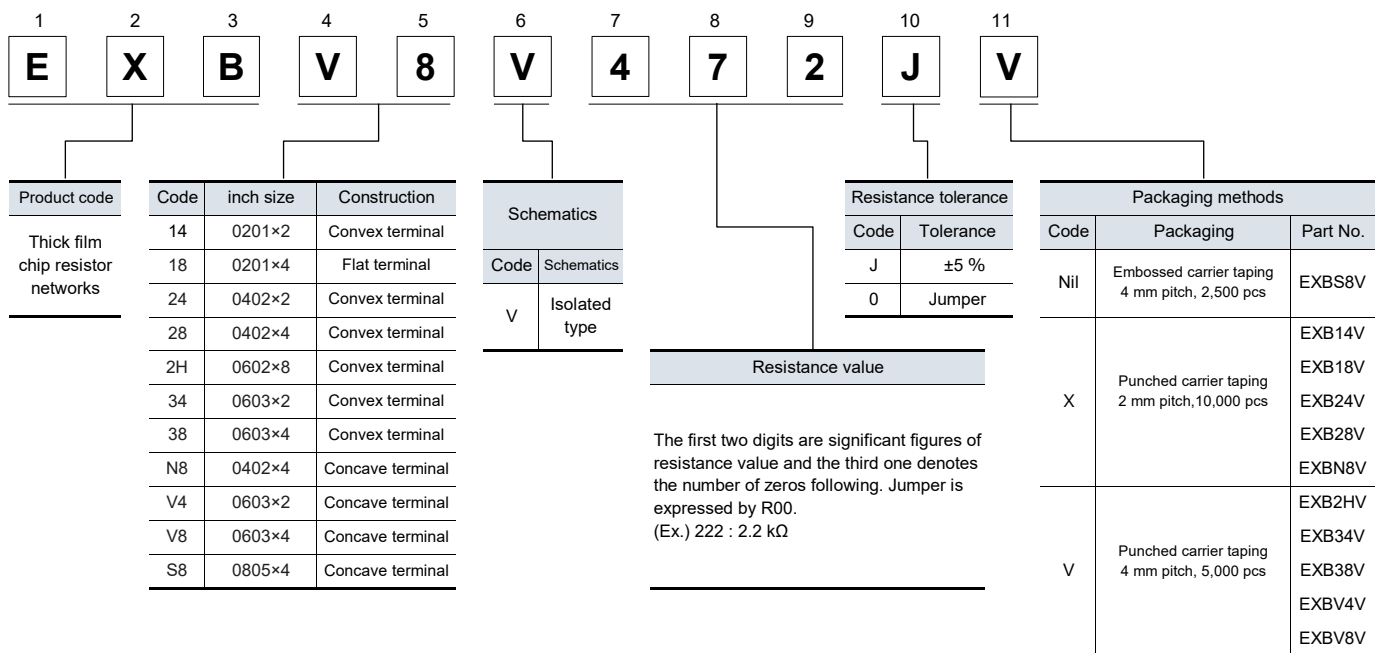 1 2 3 4 5 6 7 8 9 10 11
E X B V 8 V 4 7 2 J V
Product code
Thick film
chip resistor
networks
Code inch size Construction
14 0201×2 Convex terminal
18 0201×4 Flat terminal
24 0402×2 Convex terminal
28 0402×4 Convex terminal
2H 0602×8 Convex terminal
34 0603×2 Convex terminal
38 0603×4 Convex terminal
N8 0402×4 Concave terminal
V4 0603×2 Concave terminal
V8 0603×4 Concave terminal
S8 0805×4 Concave terminal
Schematics
Code Schematics
V Isolated
type
Resistance value
The first two digits are significant figures of
resistance value and the third one denotes
the number of zeros following. Jumper is
expressed by R00.
(Ex.) 222 : 2.2 kΩ
Resistance tolerance
Code Tolerance
J ±5 %
0 Jumper
Packaging methods
Code Packaging Part No.
Nil Embossed carrier taping
4 mm pitch, 2,500 pcs EXBS8V
X Punched carrier taping
2 mm pitch,10,000 pcs
EXB14V
EXB18V
EXB24V
EXB28V
EXBN8V
V Punched carrier taping
4 mm pitch, 5,000 pcs
EXB2HV
EXB34V
EXB38V
EXBV4V
EXBV8V